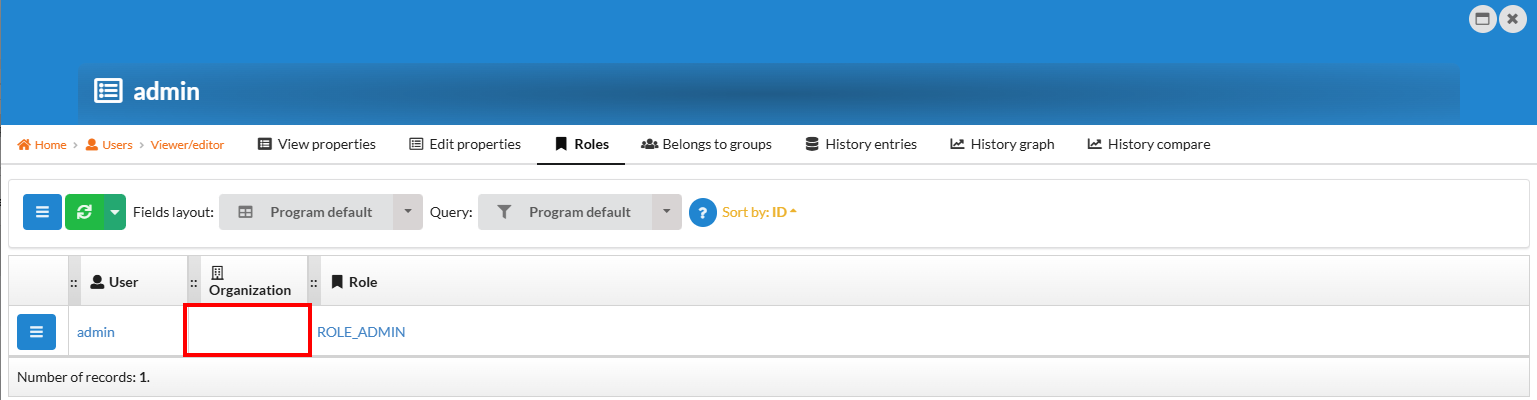 admin
Home > Users > Viewer/editor View properties Edit properties Roles Belongs to groups History entries History graph History compare
Fields layout: Program default Query: Program default ? Sort by: ID
:: User :: Organization :: Role
admin ROLE_ADMIN
Number of records: 1.